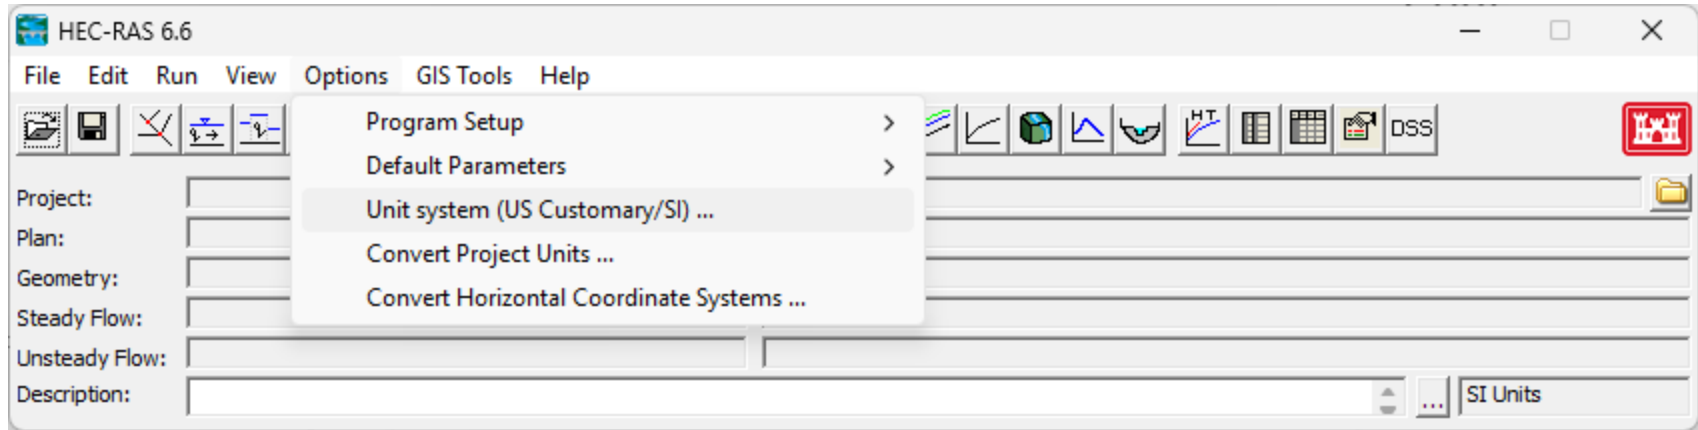 HEC-RAS 6.6
File Edit Run View Options GIS Tools Help
HT DSS
Program Setup
Default Parameters
Unit system (US Customary/SI) ...
Convert Project Units ...
Convert Horizontal Coordinate Systems ...
Project:
Plan:
Geometry:
Steady Flow:
Unsteady Flow:
Description: ... SI Units